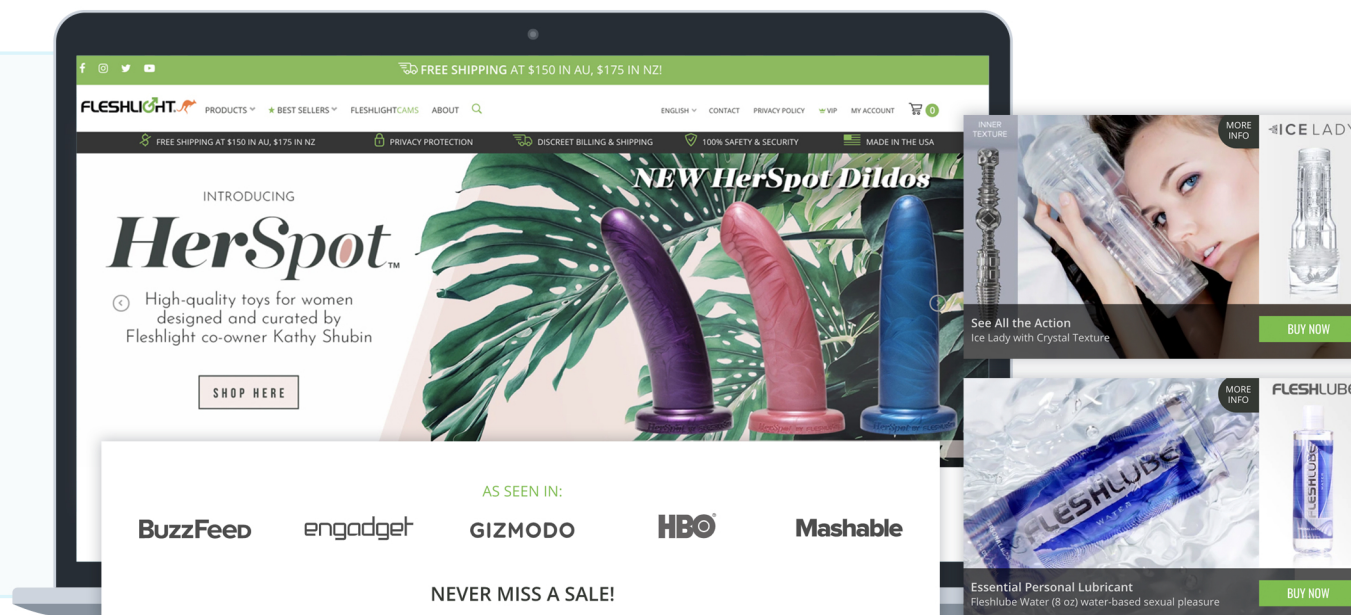 FREE SHIPPING AT $150 IN AU, $175 IN NZ!
FLESHLIGHT
PRODUCTS
BEST SELLERS
FLESHLIGHTCAMS
ABOUT
ENGLISH
CONTACT
PRIVACY POLICY
VIP
MY ACCOUNT
0
FREE SHIPPING AT $150 IN AU, $175 IN NZ
PRIVACY PROTECTION
DISCREET BILLING & SHIPPING
100% SAFETY & SECURITY
MADE IN THE USA
INTRODUCING
HerSpot™
High-quality toys for women
designed and curated by
Fleshlight co-owner Kathy Shubin
SHOP HERE
NEW HerSpot Dildos
AS SEEN IN:
BuzzFeed
engadget
GIZMODO
HBO®
Mashable
NEVER MISS A SALE!
INNER
TEXTURE
MORE
INFO
ICE LADY
See All the Action
Ice Lady with Crystal Texture
BUY NOW
MORE
INFO
FLESHLUBE
FLESHLUBE
WATER
FLESHLUBE
Essential Personal Lubricant
Fleshlube Water (8 oz) water-based sexual pleasure
BUY NOW